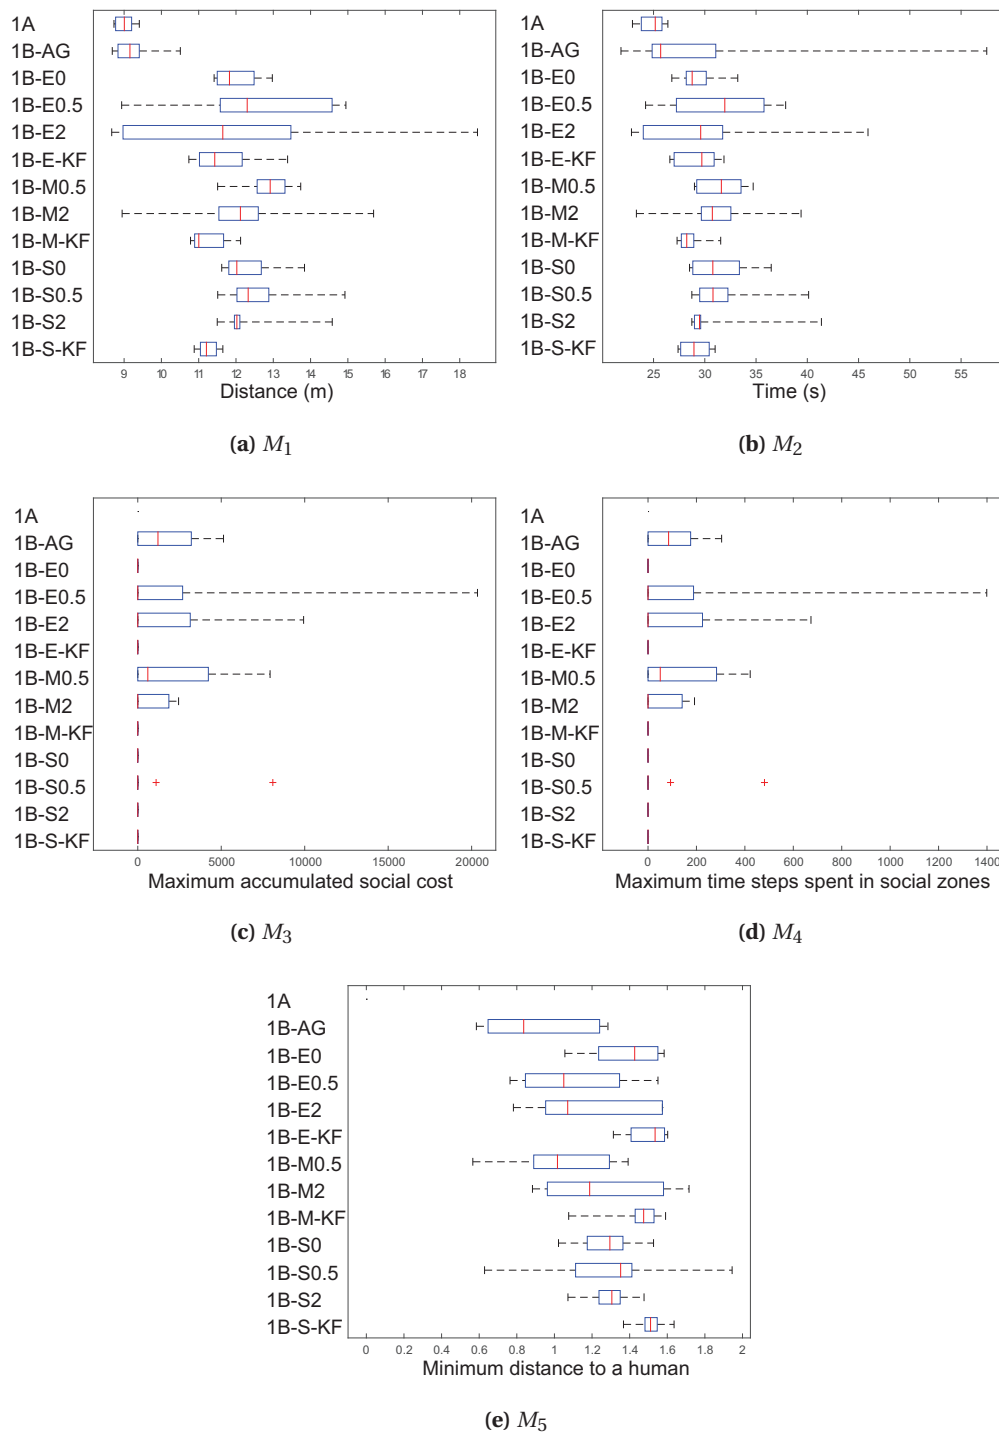 1A
1B-AG
1B-E0
1B-E0.5
1B-E2
1B-E-KF
1B-M0.5
1B-M2
1B-M-KF
1B-S0
1B-S0.5
1B-S2
1B-S-KF
9 10 11 12 13 14 15 16 17 18
Distance (m)
(a) M1
1A
1B-AG
1B-E0
1B-E0.5
1B-E2
1B-E-KF
1B-M0.5
1B-M2
1B-M-KF
1B-S0
1B-S0.5
1B-S2
1B-S-KF
25 30 35 40 45 50 55
Time (s)
(b) M2
1A
1B-AG
1B-E0
1B-E0.5
1B-E2
1B-E-KF
1B-M0.5
1B-M2
1B-M-KF
1B-S0
1B-S0.5
1B-S2
1B-S-KF
0 5000 10000 15000 20000
Maximum accumulated social cost
(c) M3
1A
1B-AG
1B-E0
1B-E0.5
1B-E2
1B-E-KF
1B-M0.5
1B-M2
1B-M-KF
1B-S0
1B-S0.5
1B-S2
1B-S-KF
0 200 400 600 800 1000 1200 1400
Maximum time steps spent in social zones
(d) M4
1A
1B-AG
1B-E0
1B-E0.5
1B-E2
1B-E-KF
1B-M0.5
1B-M2
1B-M-KF
1B-S0
1B-S0.5
1B-S2
1B-S-KF
0 0.2 0.4 0.6 0.8 1 1.2 1.4 1.6 1.8 2
Minimum distance to a human
(e) M5